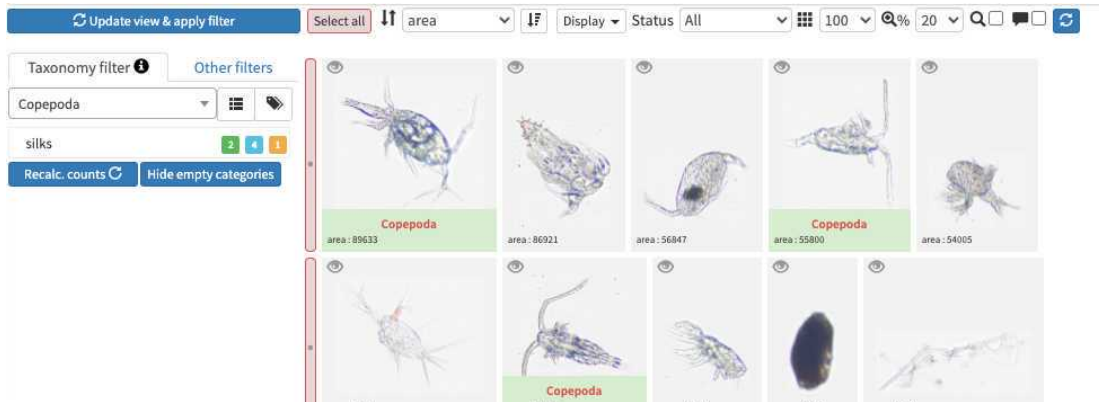 Update view & apply filter
Select all
area
Display
Status
All
100
%
20
Taxonomy filter
Other filters
Copepoda
silks
2
4
1
Recalc. counts
Hide empty categories
Copepoda
area : 89633
area : 86921
area : 56847
Copepoda
area : 55800
area : 54005
Copepoda